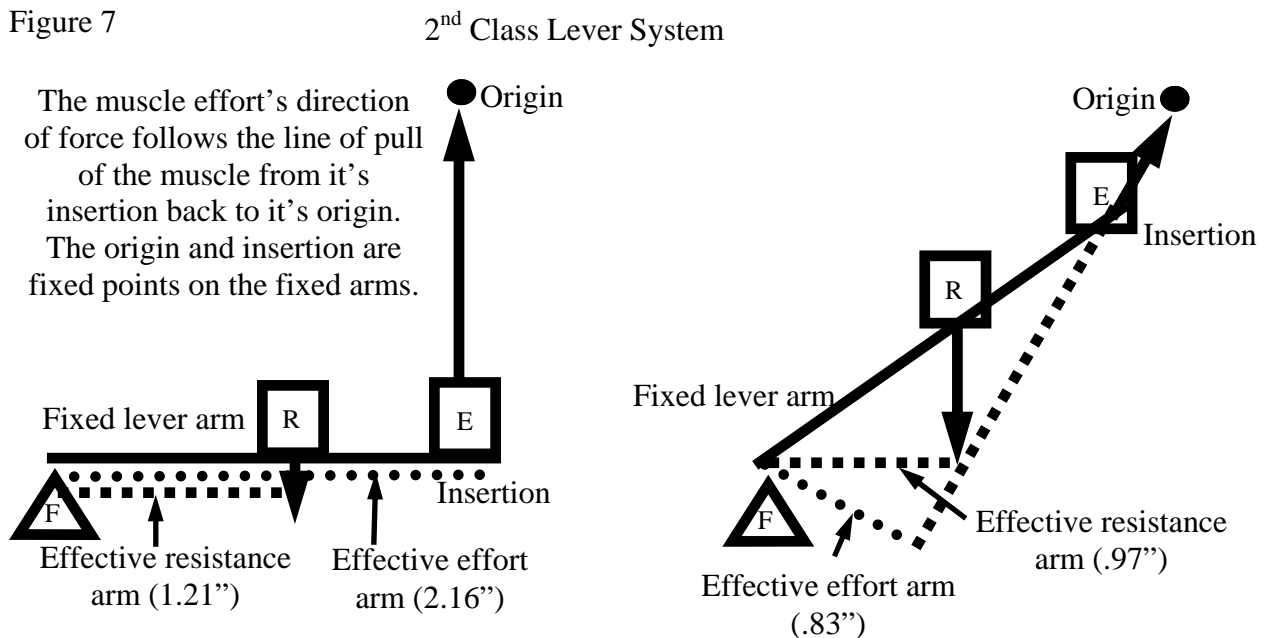 Figure 7
2nd Class Lever System
The muscle effort's direction
of force follows the line of pull
of the muscle from it's
insertion back to it's origin.
The origin and insertion are
fixed points on the fixed arms.
Origin
Fixed lever arm
R
E
Insertion
F
Effective resistance
arm (1.21”)
Effective effort
arm (2.16”)
Origin
E
Insertion
R
Fixed lever arm
F
Effective resistance
arm (.97”)
Effective effort arm
(.83”)